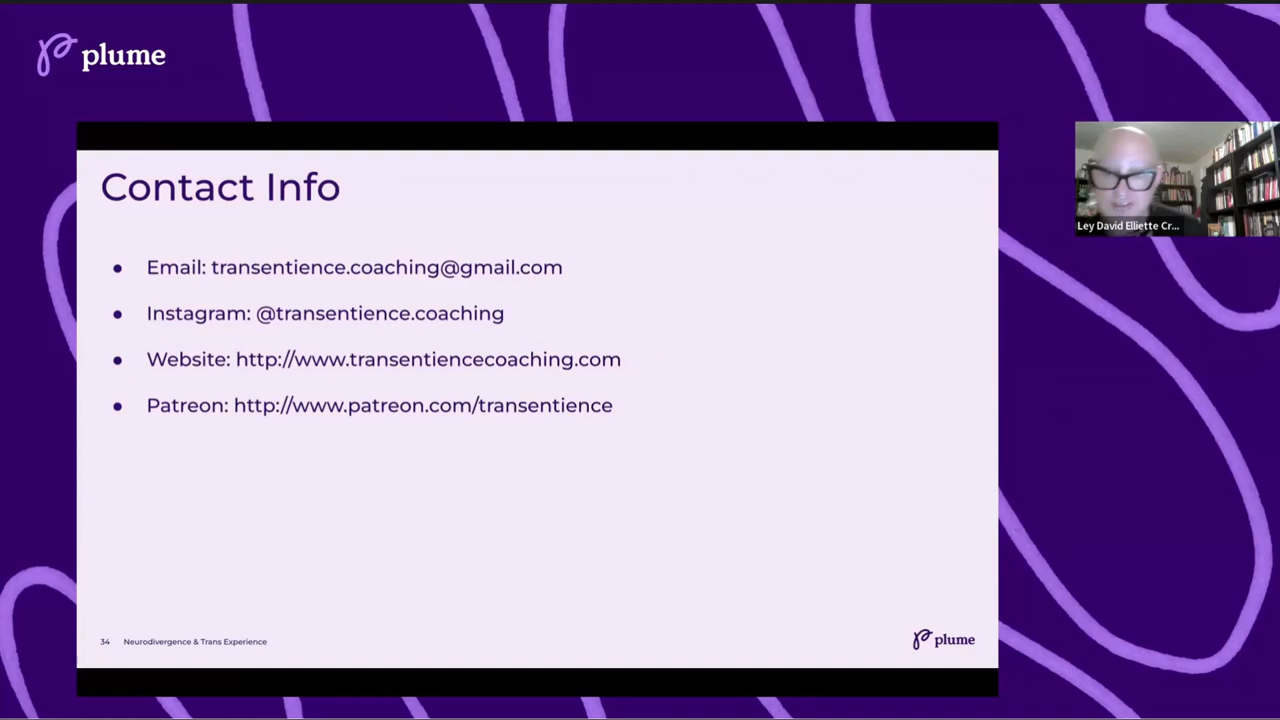 plume
Contact Info
● Email: transentience.coaching@gmail.com
● Instagram: @transentience.coaching
● Website: http://www.transentiencecoaching.com
● Patreon: http://www.patreon.com/transentience
Ley David Elliette Cr...
34 Neurodivergence & Trans Experience
plume